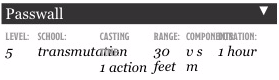 Passwall ▼
LEVEL: SCHOOL: CASTING RANGE: COMPONENTS: DURATION:
5 transmutation 30 v s 1 hour
1 action feet m